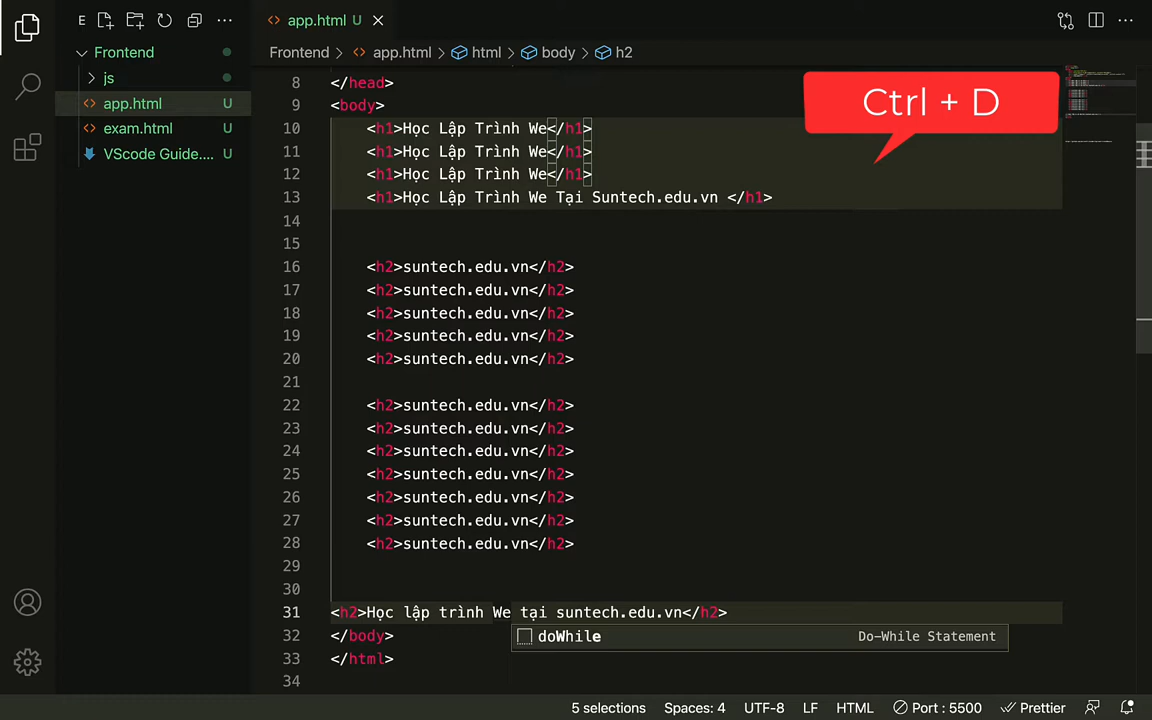 E
app.html U
Frontend
Frontend > app.html > html > body > h2
js
app.html U
exam.html U
VScode Guide.... U
Ctrl + D
8 </head>
9 <body>
10 <h1>Học Lập Trình We</h1>
11 <h1>Học Lập Trình We</h1>
12 <h1>Học Lập Trình We</h1>
13 <h1>Học Lập Trình We Tại Suntech.edu.vn </h1>
14
15
16 <h2>suntech.edu.vn</h2>
17 <h2>suntech.edu.vn</h2>
18 <h2>suntech.edu.vn</h2>
19 <h2>suntech.edu.vn</h2>
20 <h2>suntech.edu.vn</h2>
21
22 <h2>suntech.edu.vn</h2>
23 <h2>suntech.edu.vn</h2>
24 <h2>suntech.edu.vn</h2>
25 <h2>suntech.edu.vn</h2>
26 <h2>suntech.edu.vn</h2>
27 <h2>suntech.edu.vn</h2>
28 <h2>suntech.edu.vn</h2>
29
30
31 <h2>Học lập trình We tại suntech.edu.vn</h2>
32 </body>
doWhile Do-While Statement
33 </html>
34
5 selections Spaces: 4 UTF-8 LF HTML Port : 5500 Prettier